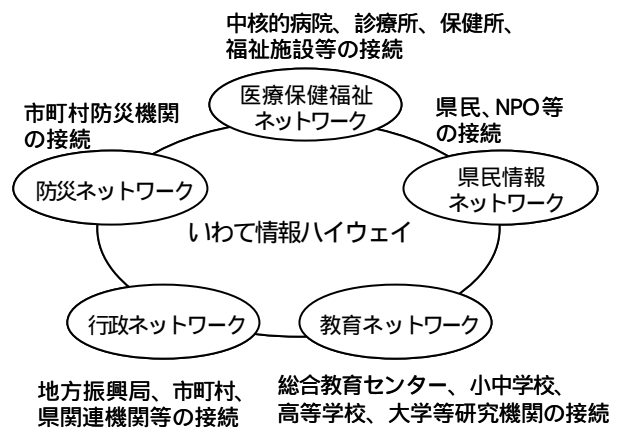 中核的病院、診療所、保健所、
福祉施設等の接続
医療保健福祉
ネットワーク
市町村防災機関
の接続
県民、NPO等
の接続
防災ネットワーク
県民情報
ネットワーク
いわて情報ハイウェイ
行政ネットワーク
教育ネットワーク
地方振興局、市町村、
県関連機関等の接続
総合教育センター、小中学校、
高等学校、大学等研究機関の接続